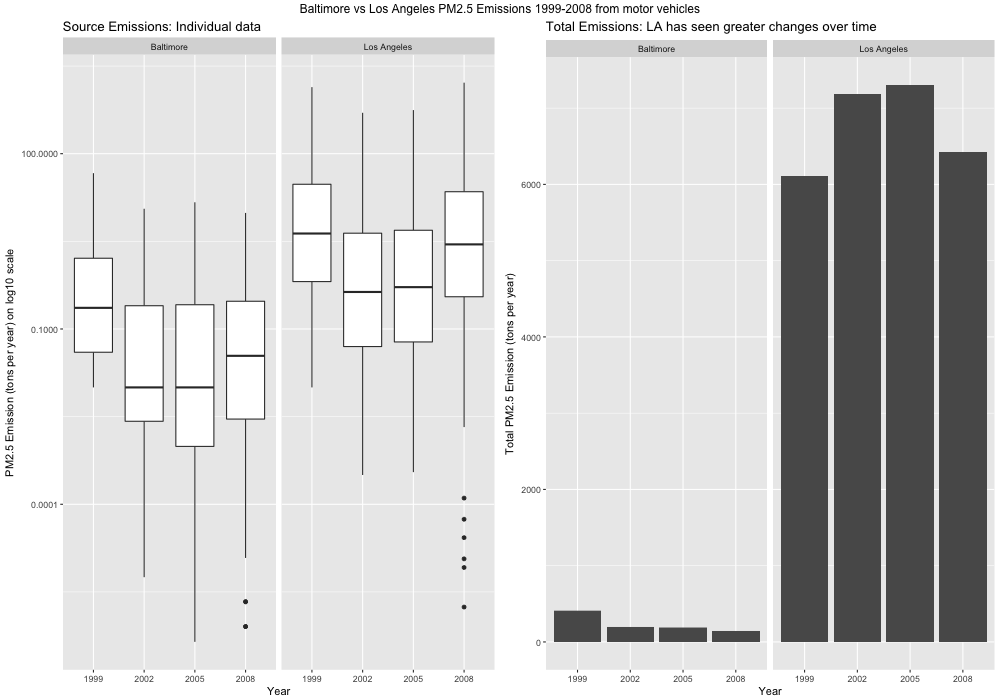 Baltimore vs Los Angeles PM2.5 Emissions 1999-2008 from motor vehicles
Source Emissions: Individual data
Baltimore
Los Angeles
PM2.5 Emission (tons per year) on log10 scale
100.0000
0.1000
0.0001
1999
2002
2005
2008
1999
2002
2005
2008
Year
Total Emissions: LA has seen greater changes over time
Baltimore
Los Angeles
Total PM2.5 Emission (tons per year)
6000
4000
2000
0
1999
2002
2005
2008
1999
2002
2005
2008
Year